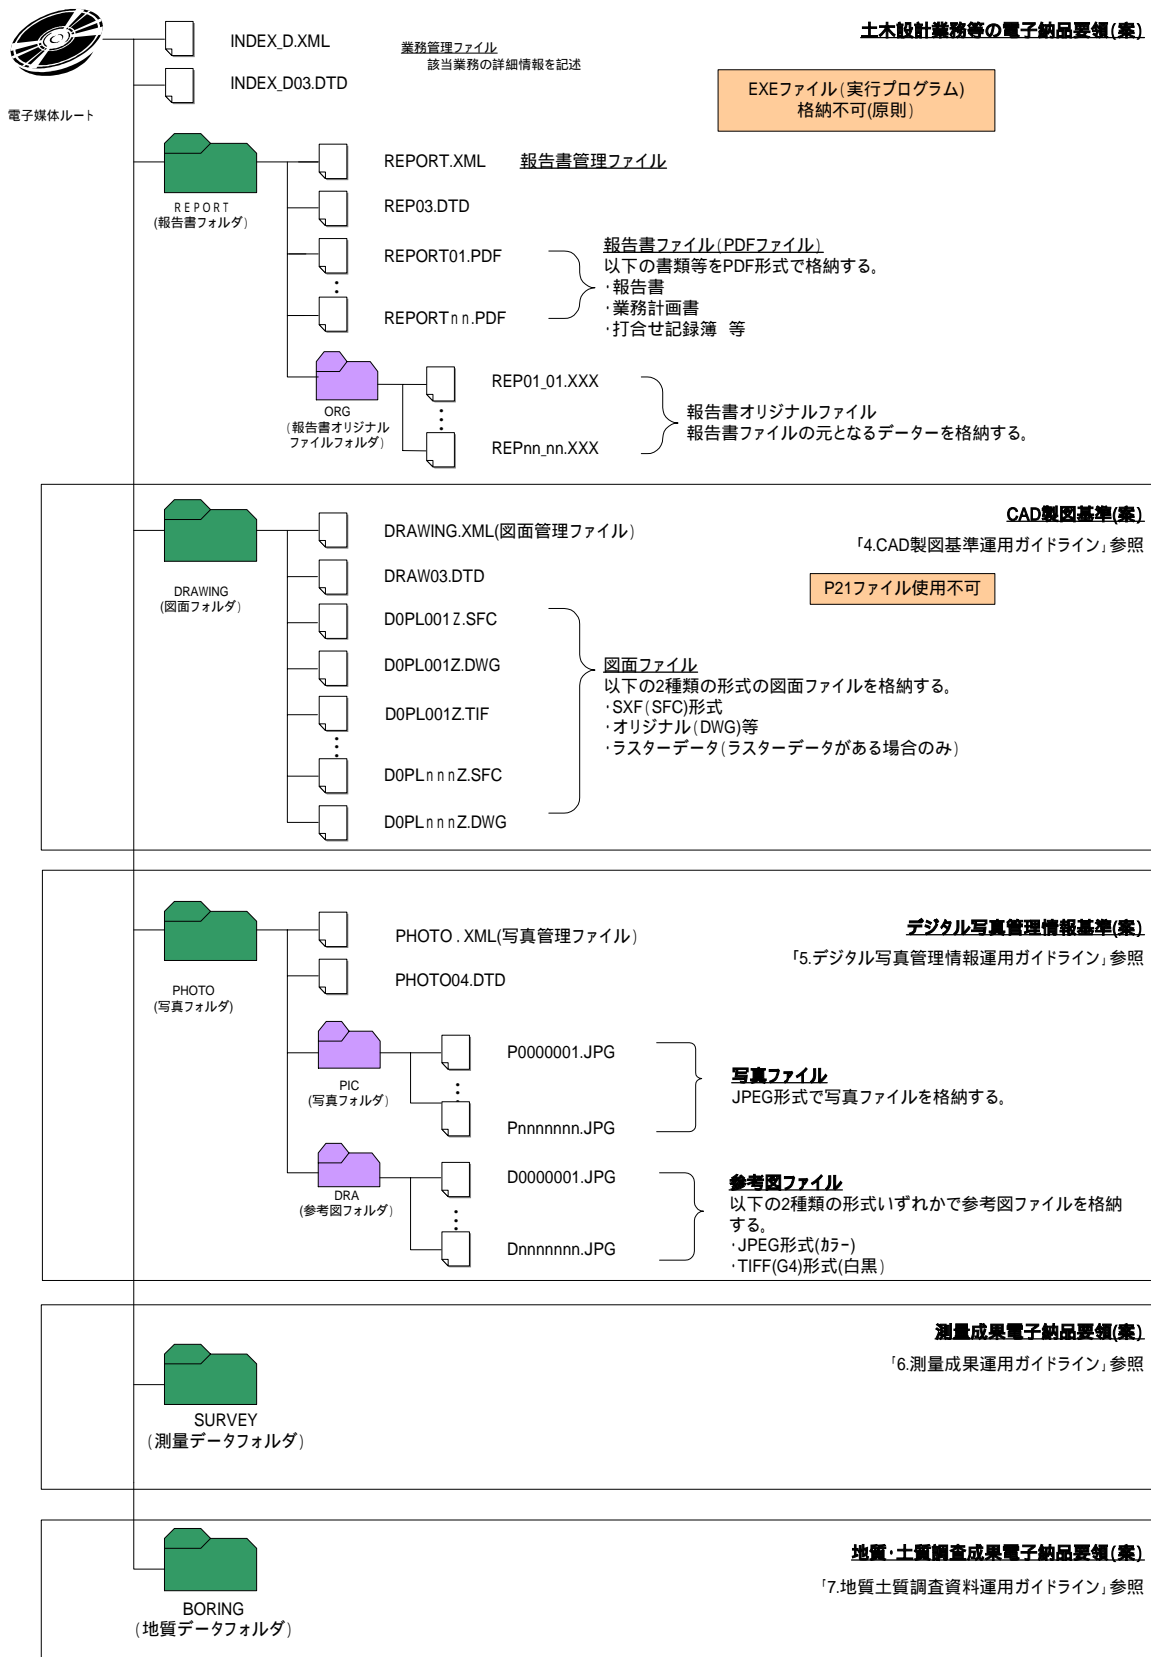 土木設計業務等の電子納品要領(案)
INDEX_D.XML
業務管理ファイル
該当業務の詳細情報を記述
INDEX_D03.DTD
EXEファイル(実行プログラム)
格納不可(原則)
電子媒体ルート
REPORT
(報告書フォルダ)
REPORT.XML 報告書管理ファイル
REP03.DTD
REPORT01.PDF
REPORTnn.PDF
報告書ファイル(PDFファイル)
以下の書類等をPDF形式で格納する。
・報告書
・業務計画書
・打合せ記録簿 等
ORG
(報告書オリジナル
ファイルフォルダ)
REP01_01.XXX
REPnn_nn.XXX
報告書オリジナルファイル
報告書ファイルの元となるデーターを格納する。
CAD製図基準(案)
「4.CAD製図基準運用ガイドライン」参照
P21ファイル使用不可
DRAWING
(図面フォルダ)
DRAWING.XML(図面管理ファイル)
DRAW03.DTD
D0PL001Z.SFC
D0PL001Z.DWG
D0PL001Z.TIF
D0PLnnnZ.SFC
D0PLnnnZ.DWG
図面ファイル
以下の2種類の形式の図面ファイルを格納する。
・SXF(SFC)形式
・オリジナル(DWG)等
・ラスターデータ(ラスターデータがある場合のみ)
デジタル写真管理情報基準(案)
「5.デジタル写真管理情報運用ガイドライン」参照
PHOTO
(写真フォルダ)
PHOTO.XML(写真管理ファイル)
PHOTO04.DTD
PIC
(写真フォルダ)
P0000001.JPG
Pnnnnnnn.JPG
写真ファイル
JPEG形式で写真ファイルを格納する。
DRA
(参考図フォルダ)
D0000001.JPG
Dnnnnnnn.JPG
参考図ファイル
以下の2種類の形式いずれかで参考図ファイルを格納
する。
・JPEG形式(カラー)
・TIFF(G4)形式(白黒)
測量成果電子納品要領(案)
「6.測量成果運用ガイドライン」参照
SURVEY
(測量データフォルダ)
地質・土質調査成果電子納品要領(案)
「7.地質土質調査資料運用ガイドライン」参照
BORING
(地質データフォルダ)